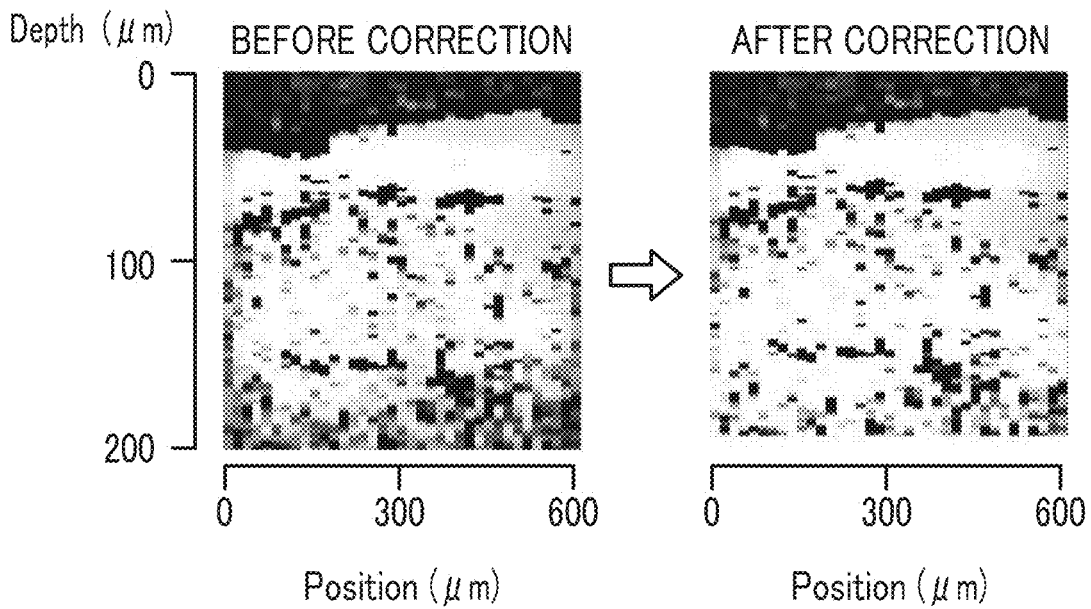 Depth (μm)
BEFORE CORRECTION
AFTER CORRECTION
0
100
200
0
300
600
0
300
600
Position (μm)
Position (μm)